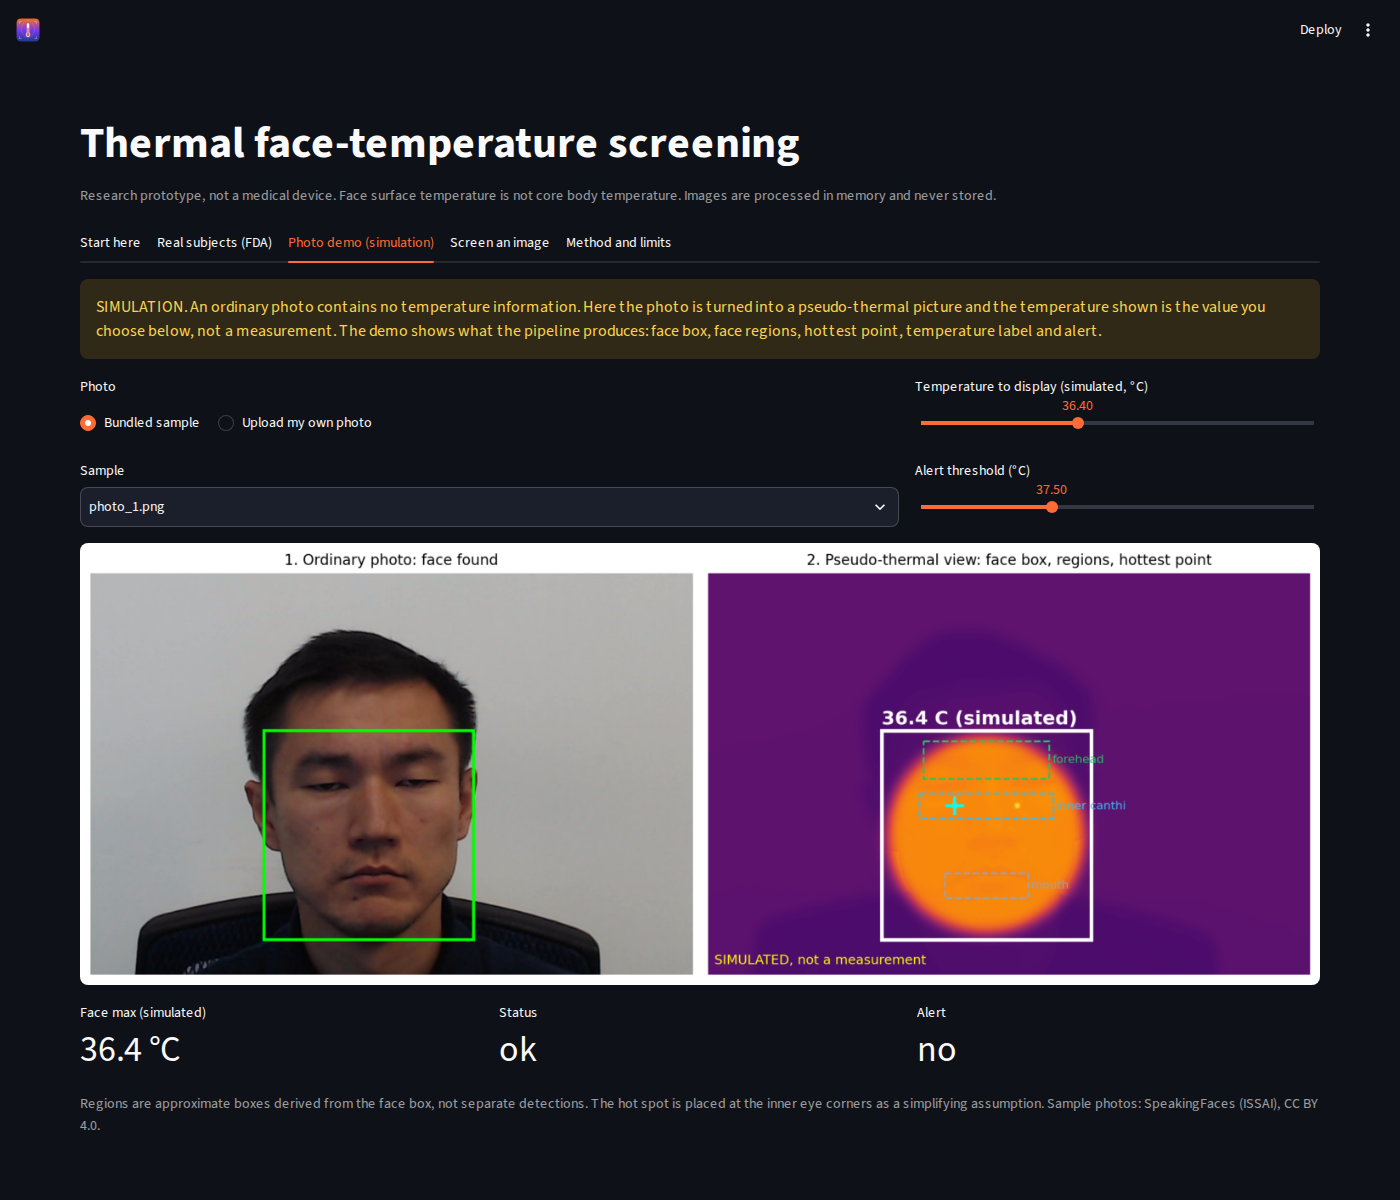 Deploy
Thermal face-temperature screening
Research prototype, not a medical device. Face surface temperature is not core body temperature. Images are processed in memory and never stored.
Start here
Real subjects (FDA)
Photo demo (simulation)
Screen an image
Method and limits
SIMULATION. An ordinary photo contains no temperature information. Here the photo is turned into a pseudo-thermal picture and the temperature shown is the value you
choose below, not a measurement. The demo shows what the pipeline produces: face box, face regions, hottest point, temperature label and alert.
Photo
Bundled sample
Upload my own photo
Temperature to display (simulated, °C)
36.40
Sample
photo_1.png
Alert threshold (°C)
37.50
1. Ordinary photo: face found
2. Pseudo-thermal view: face box, regions, hottest point
36.4 C (simulated)
forehead
inner canthi
mouth
SIMULATED, not a measurement
Face max (simulated)
36.4 °C
Status
ok
Alert
no
Regions are approximate boxes derived from the face box, not separate detections. The hot spot is placed at the inner eye corners as a simplifying assumption. Sample photos: SpeakingFaces (ISSAI), CC BY
4.0.